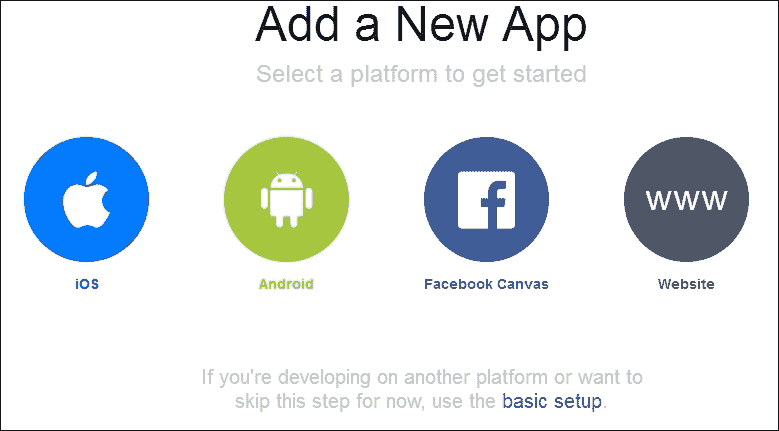 Add a New App
Select a platform to get started
www
iOS
Android
Facebook Canvas
Website
If you're developing on another platform or want to
skip this step for now, use the basic setup.